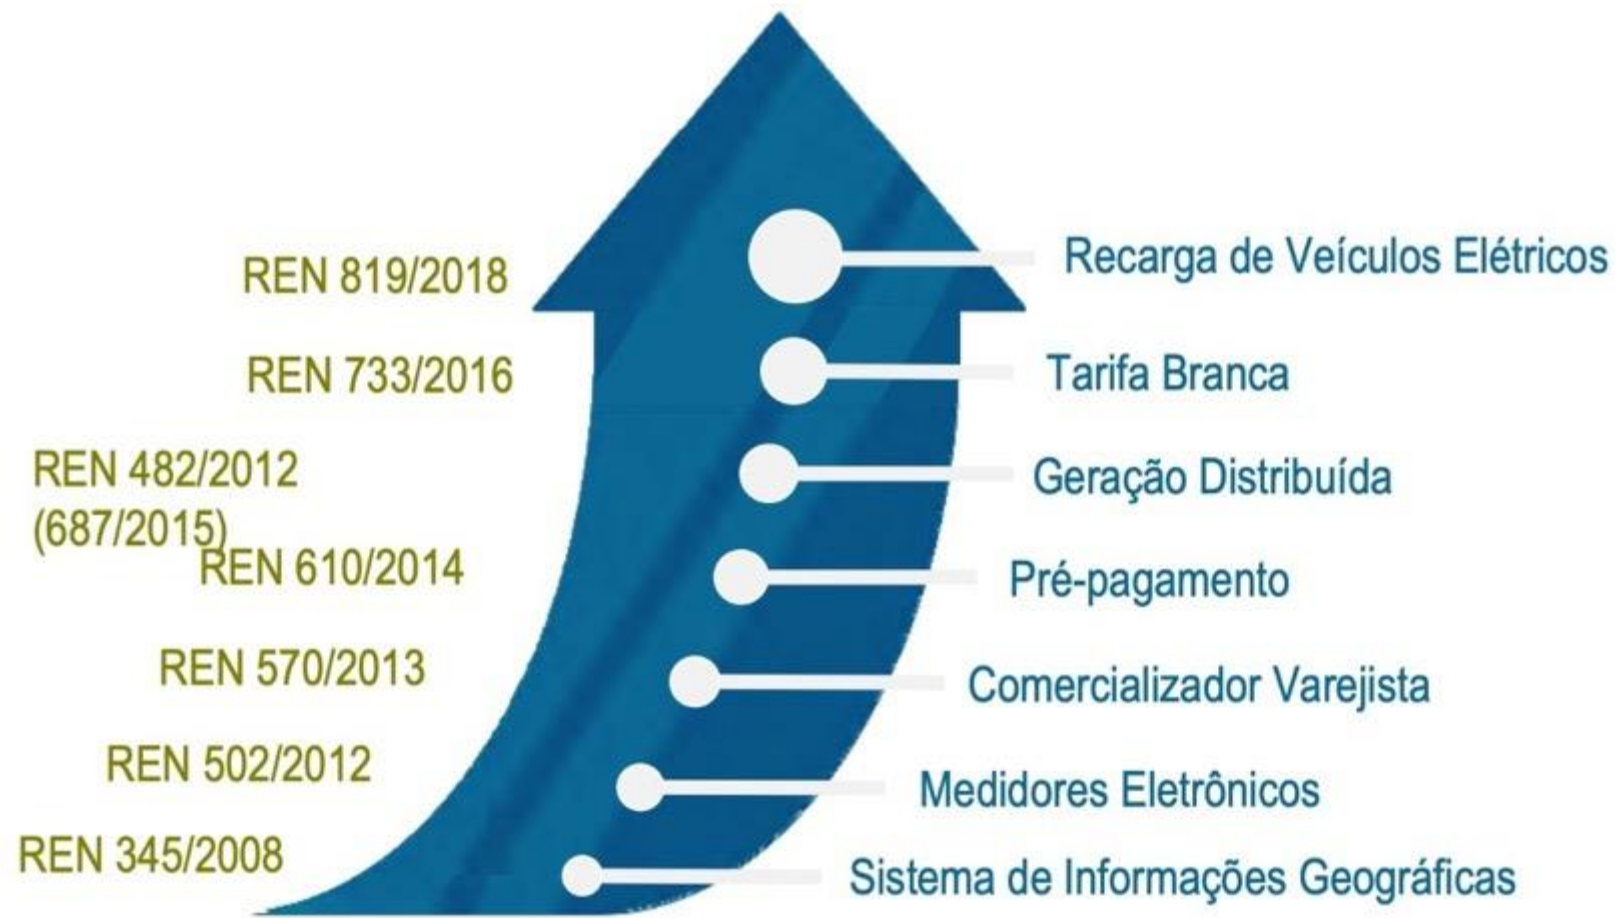 REN 819/2018
Recarga de Veículos Elétricos
REN 733/2016
Tarifa Branca
REN 482/2012
(687/2015)
Geração Distribuída
REN 610/2014
Pré-pagamento
REN 570/2013
Comercializador Varejista
REN 502/2012
Medidores Eletrônicos
REN 345/2008
Sistema de Informações Geográficas